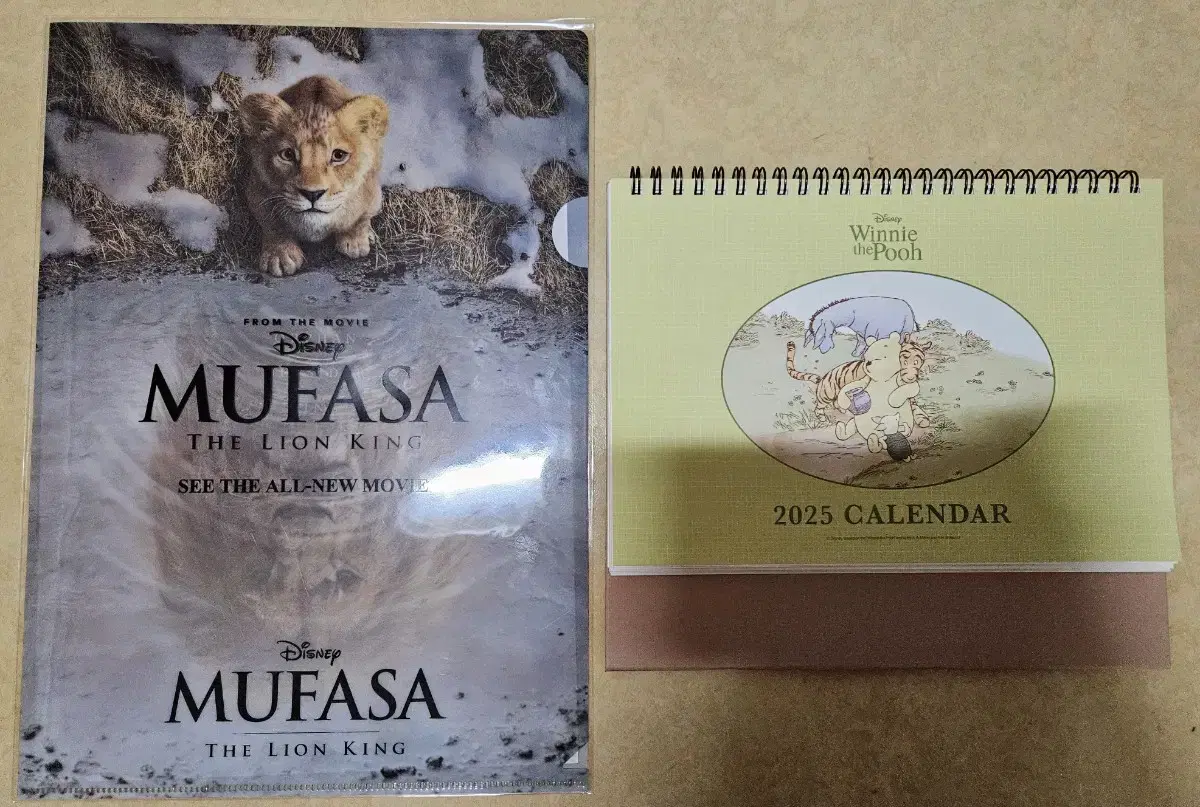 FROM THE MOVIE
Disney
MUFASA
THE LION KING
SEE THE ALL-NEW MOVIE
Disney
MUFASA
THE LION KING
Disney
Winnie
the Pooh
2025 CALENDAR